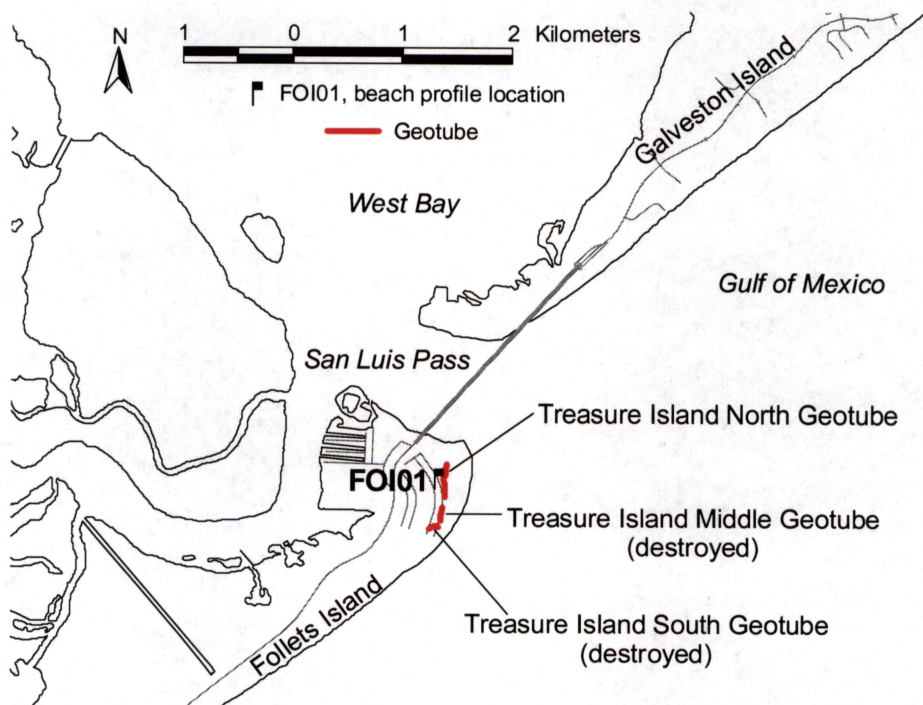 N
1 0 1 2 Kilometers
FOI01, beach profile location
Geotube
Galveston Island
West Bay
Gulf of Mexico
San Luis Pass
Treasure Island North Geotube
FOI01
Treasure Island Middle Geotube
(destroyed)
Follets Island
Treasure Island South Geotube
(destroyed)